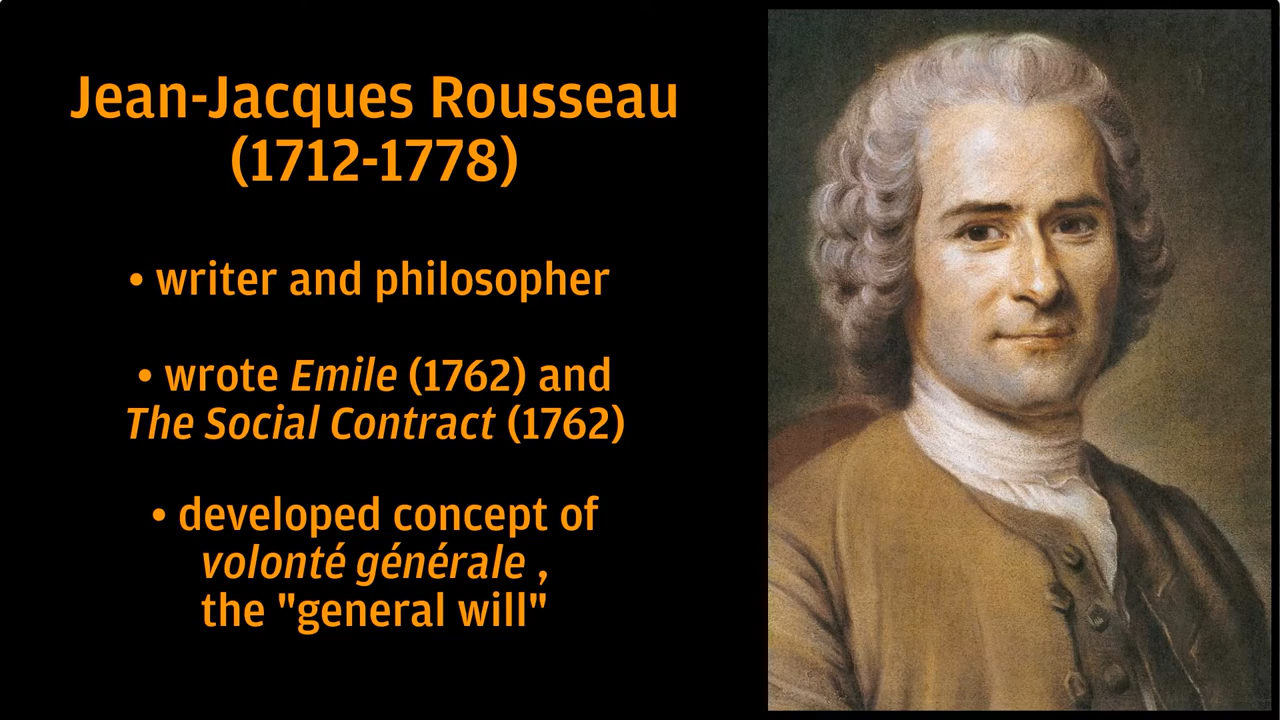 Jean-Jacques Rousseau
(1712-1778)
• writer and philosopher
• wrote Emile (1762) and
The Social Contract (1762)
• developed concept of
volonté générale ,
the "general will"